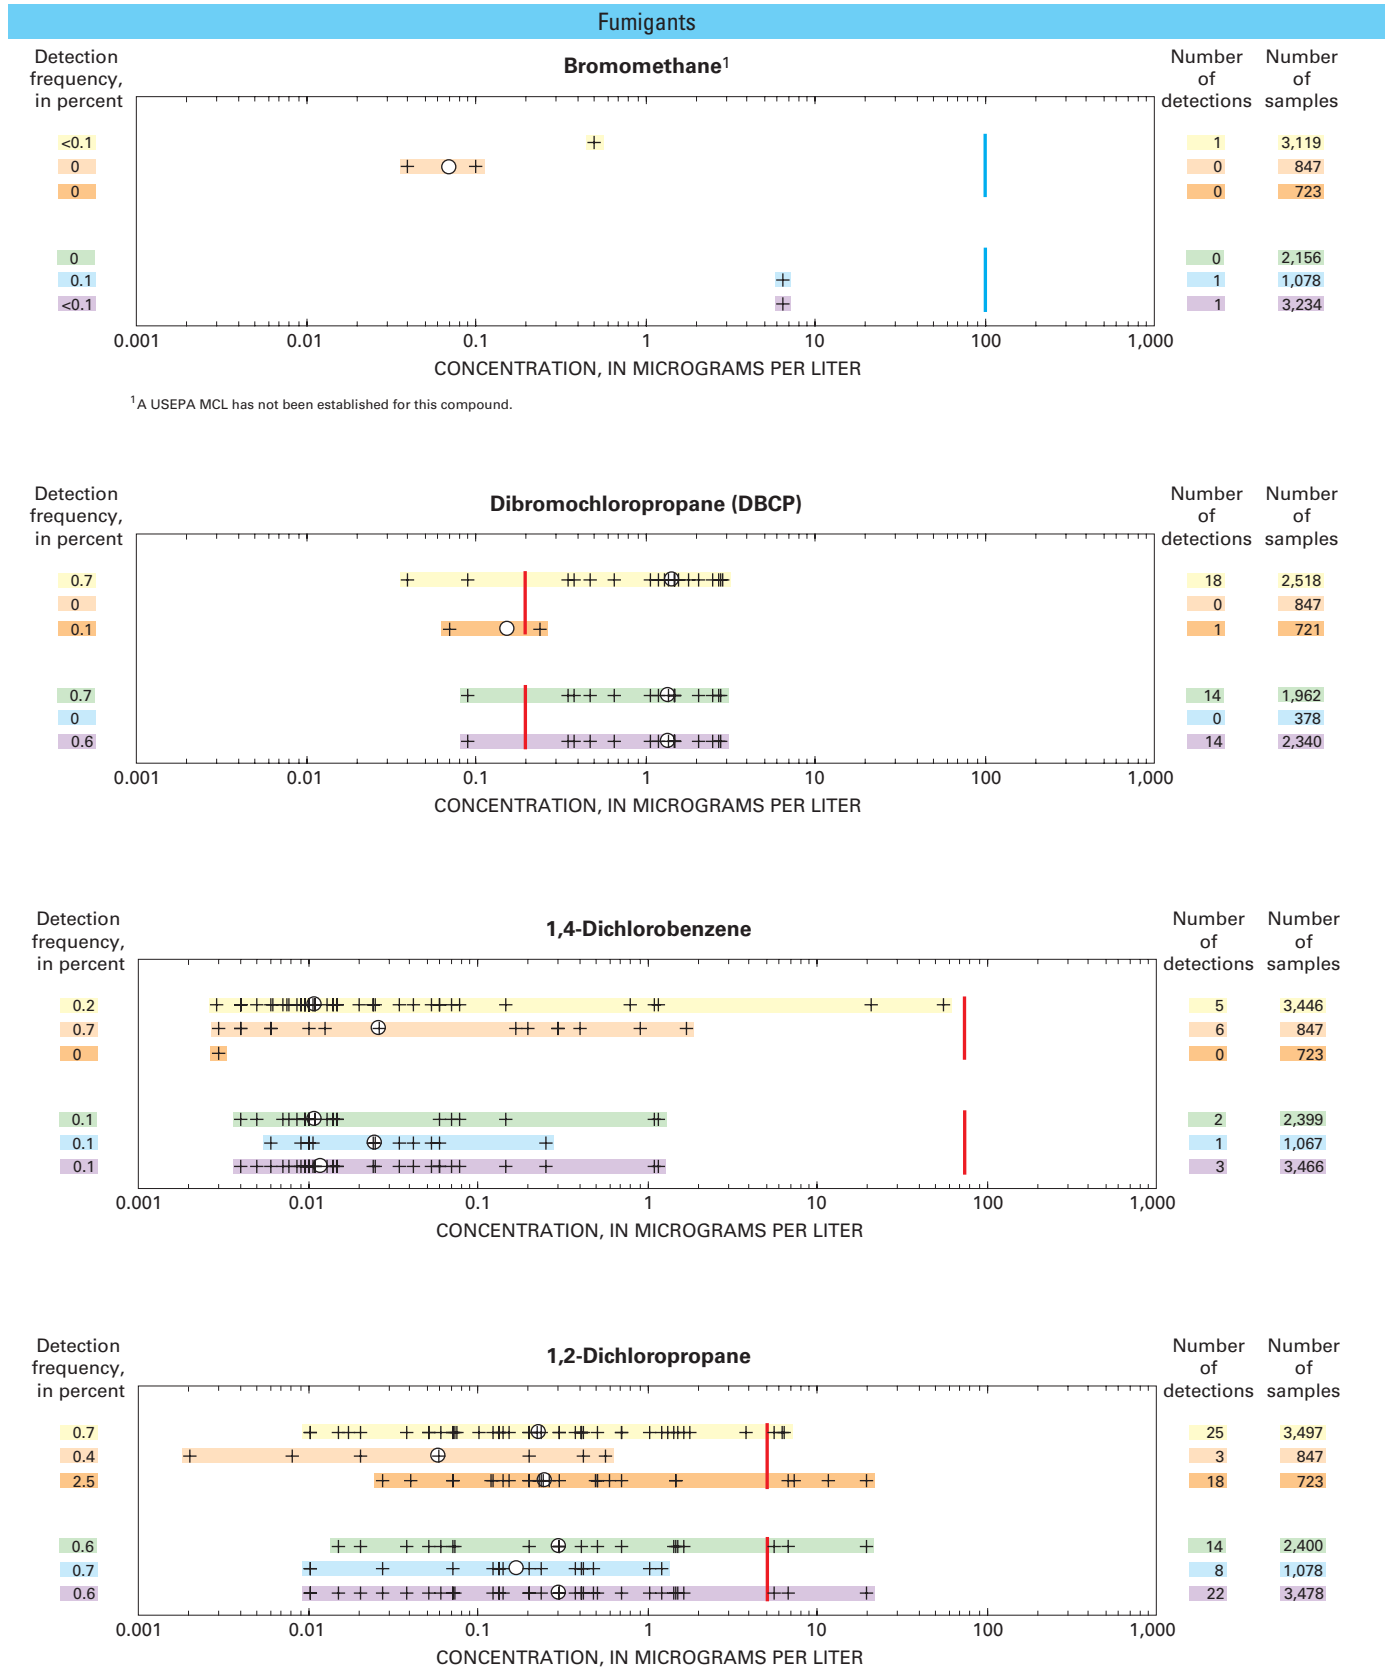 Fumigants
Detection frequency, in percent
Bromomethane1
Number of detections
Number of samples
<0.1 1 3,119
0 0 847
0 0 723
0 0 2,156
0.1 1 1,078
<0.1 1 3,234
0.001 0.01 0.1 1 10 100 1,000
CONCENTRATION, IN MICROGRAMS PER LITER
1A USEPA MCL has not been established for this compound.
Detection frequency, in percent
Dibromochloropropane (DBCP)
Number of detections
Number of samples
0.7 18 2,518
0 0 847
0.1 1 721
0.7 14 1,962
0 0 378
0.6 14 2,340
0.001 0.01 0.1 1 10 100 1,000
CONCENTRATION, IN MICROGRAMS PER LITER
Detection frequency, in percent
1,4-Dichlorobenzene
Number of detections
Number of samples
0.2 5 3,446
0.7 6 847
0 0 723
0.1 2 2,399
0.1 1 1,067
0.1 3 3,466
0.001 0.01 0.1 1 10 100 1,000
CONCENTRATION, IN MICROGRAMS PER LITER
Detection frequency, in percent
1,2-Dichloropropane
Number of detections
Number of samples
0.7 25 3,497
0.4 3 847
2.5 18 723
0.6 14 2,400
0.7 8 1,078
0.6 22 3,478
0.001 0.01 0.1 1 10 100 1,000
CONCENTRATION, IN MICROGRAMS PER LITER